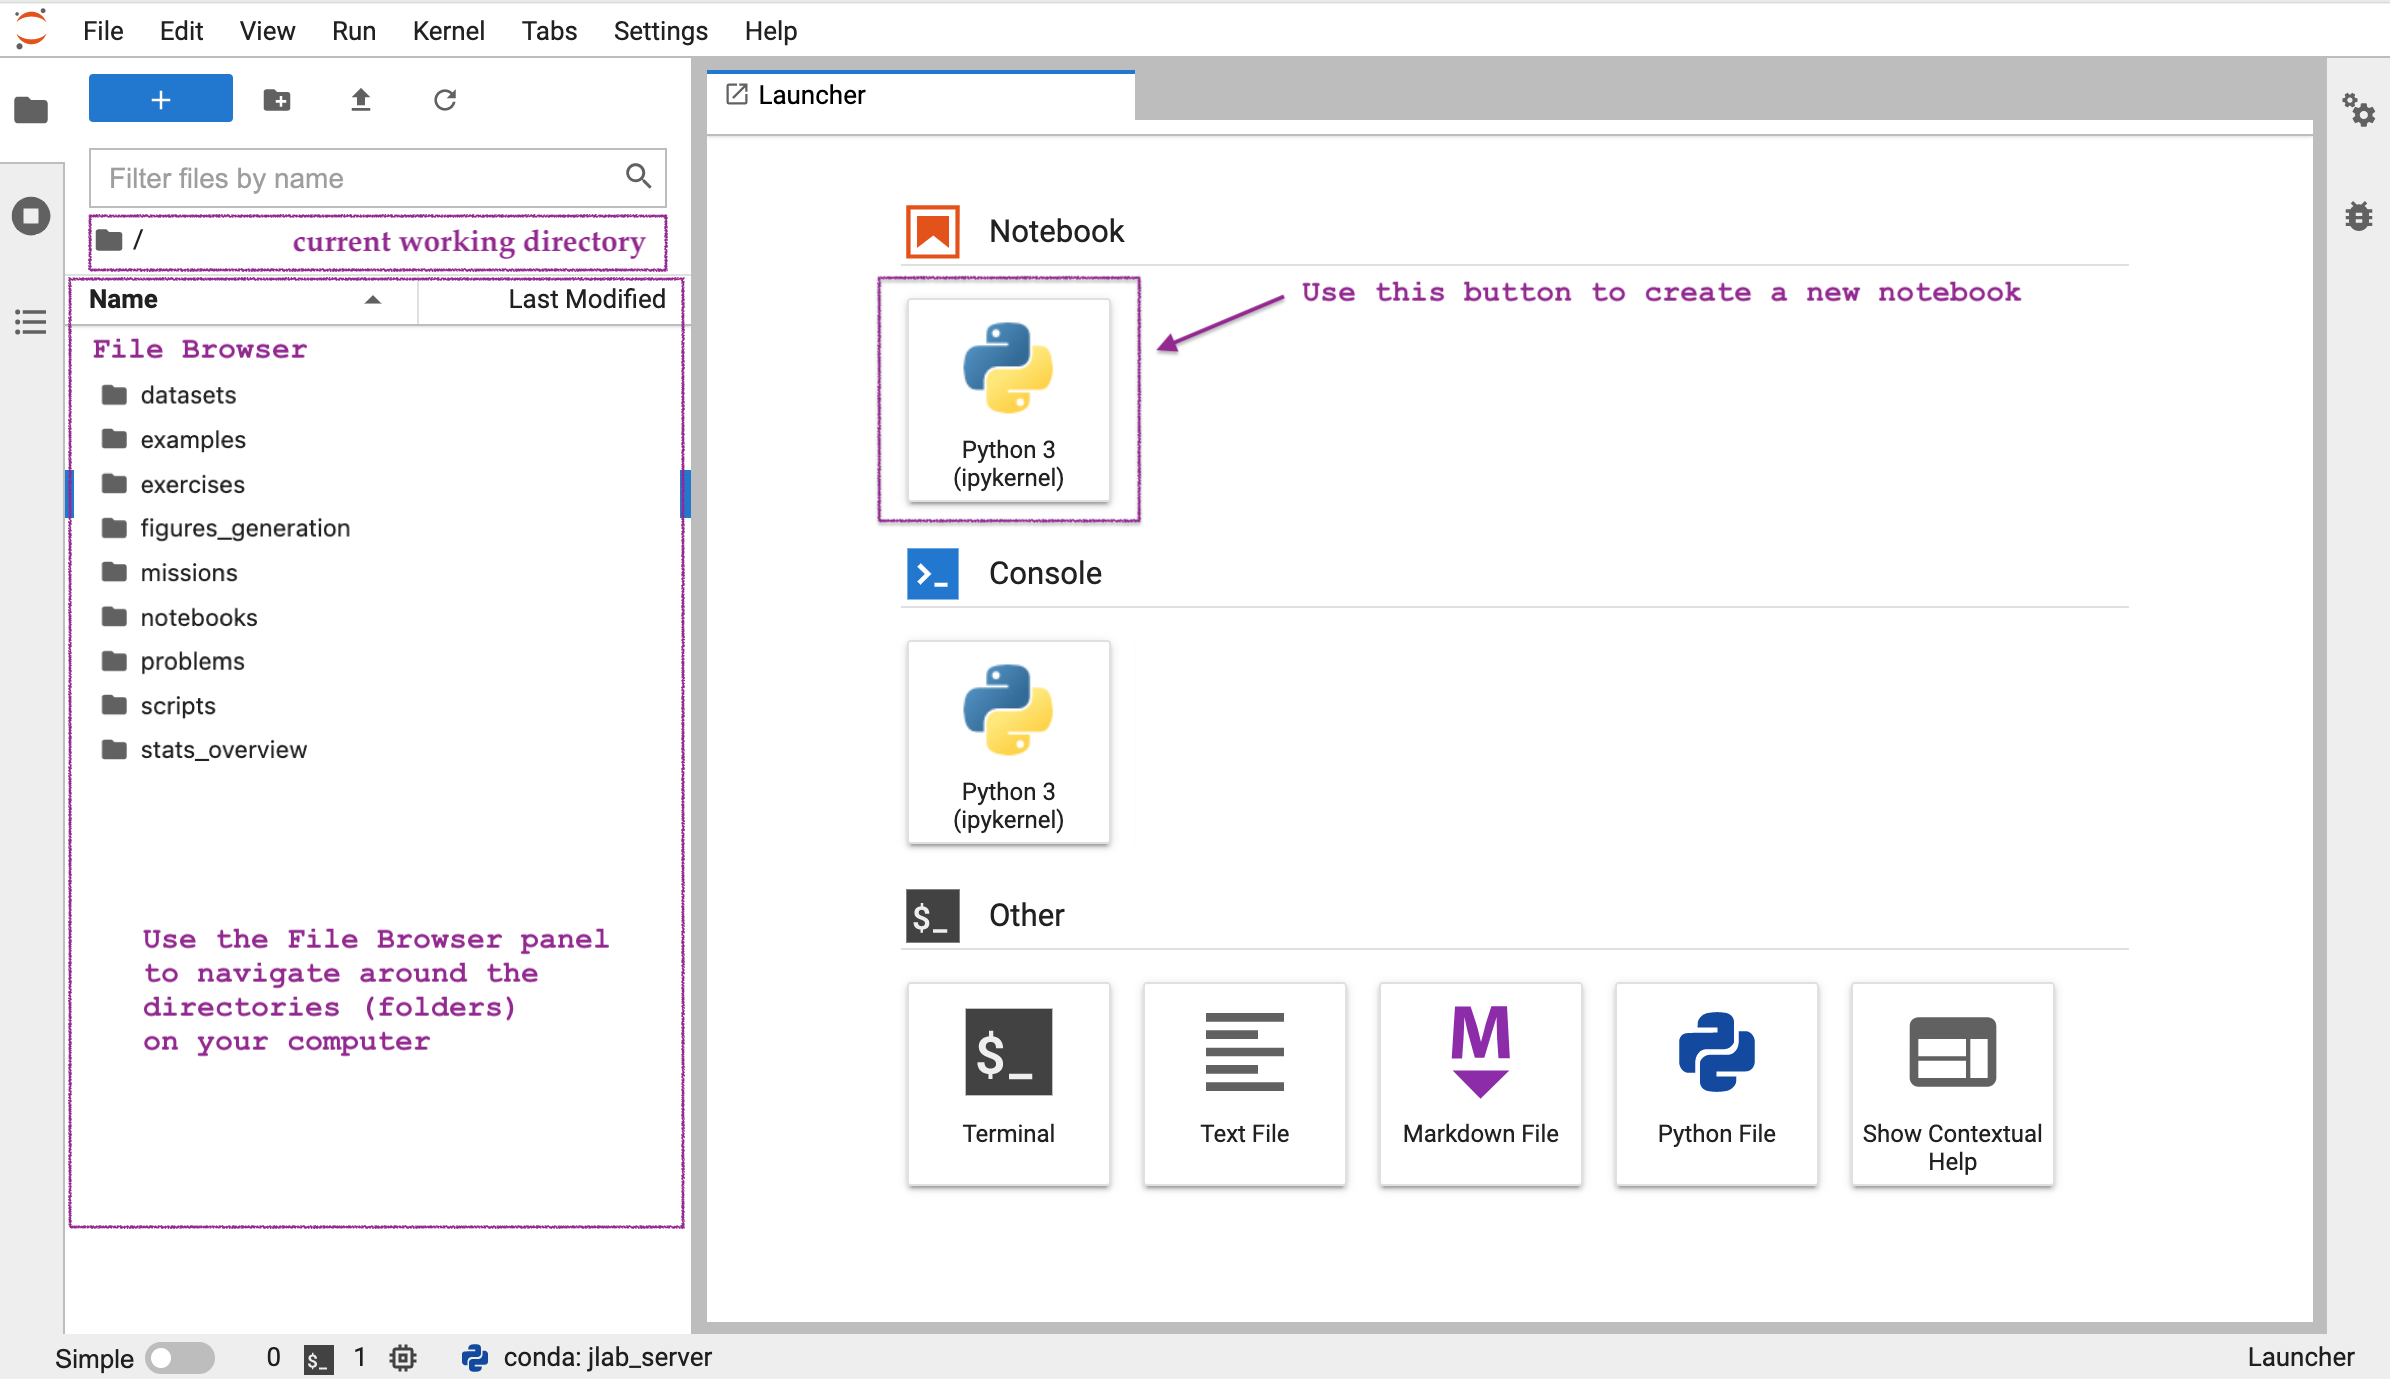 File Edit View Run Kernel Tabs Settings Help
+
Filter files by name
/ current working directory
Name Last Modified
File Browser
datasets
examples
exercises
figures_generation
missions
notebooks
problems
scripts
stats_overview
Use the File Browser panel
to navigate around the
directories (folders)
on your computer
Launcher
Notebook
Use this button to create a new notebook
Python 3
(ipykernel)
>_ Console
Python 3
(ipykernel)
$_ Other
$_
Terminal
Text File
M
Markdown File
Python File
Show Contextual
Help
Simple 0 $_ 1 conda: jlab_server Launcher